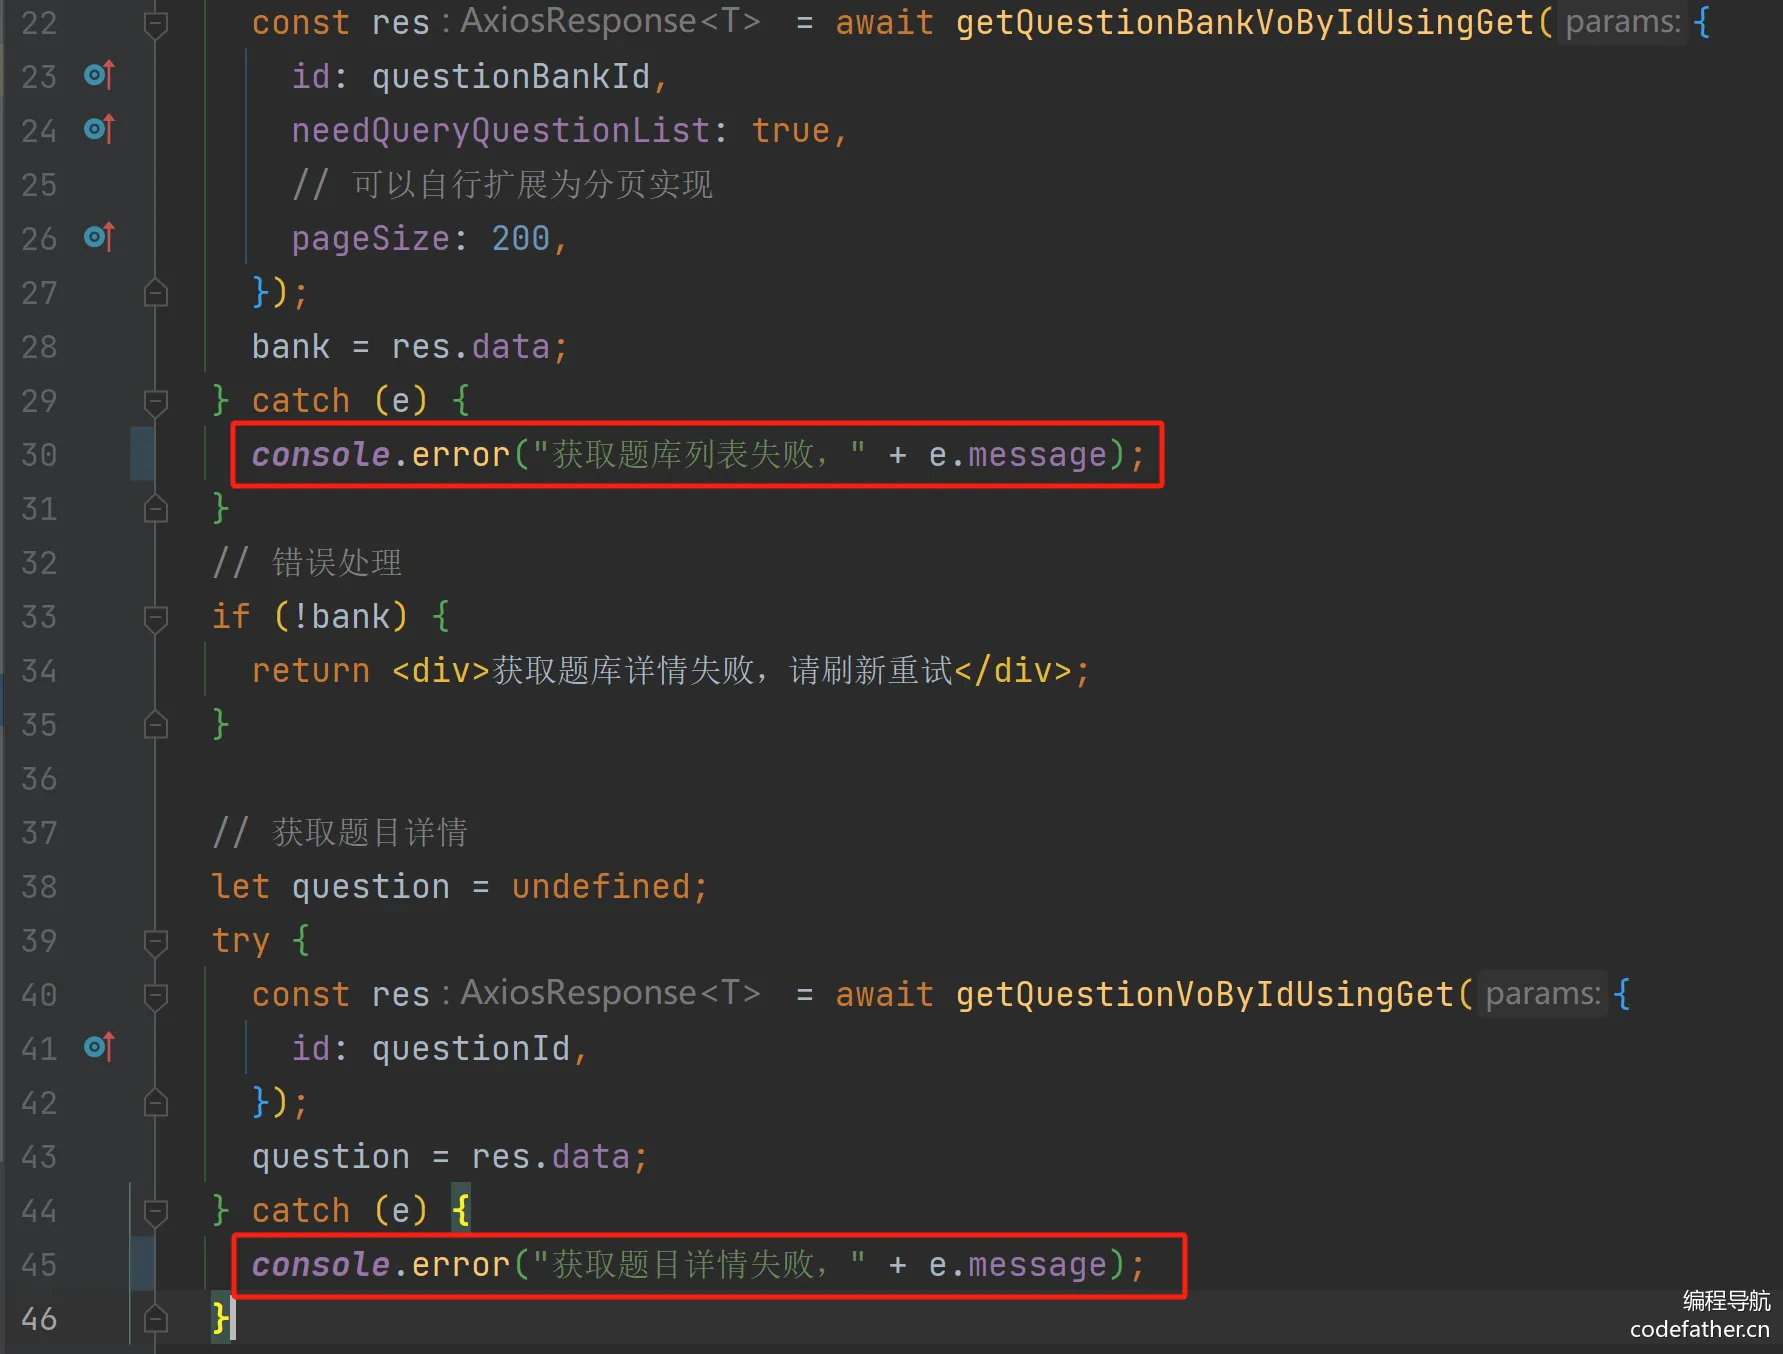 22 const res : AxiosResponse<T> = await getQuestionBankVoByIdUsingGet( params: {
23 id: questionBankId,
24 needQueryQuestionList: true,
25 // 可以自行扩展为分页实现
26 pageSize: 200,
27 });
28 bank = res.data;
29 } catch (e) {
30 console.error("获取题库列表失败，" + e.message);
31 }
32 // 错误处理
33 if (!bank) {
34 return <div>获取题库详情失败，请刷新重试</div>;
35 }
36
37 // 获取题目详情
38 let question = undefined;
39 try {
40 const res : AxiosResponse<T> = await getQuestionVoByIdUsingGet( params: {
41 id: questionId,
42 });
43 question = res.data;
44 } catch (e) {
45 console.error("获取题目详情失败，" + e.message);
46 }
编程导航
codefather.cn